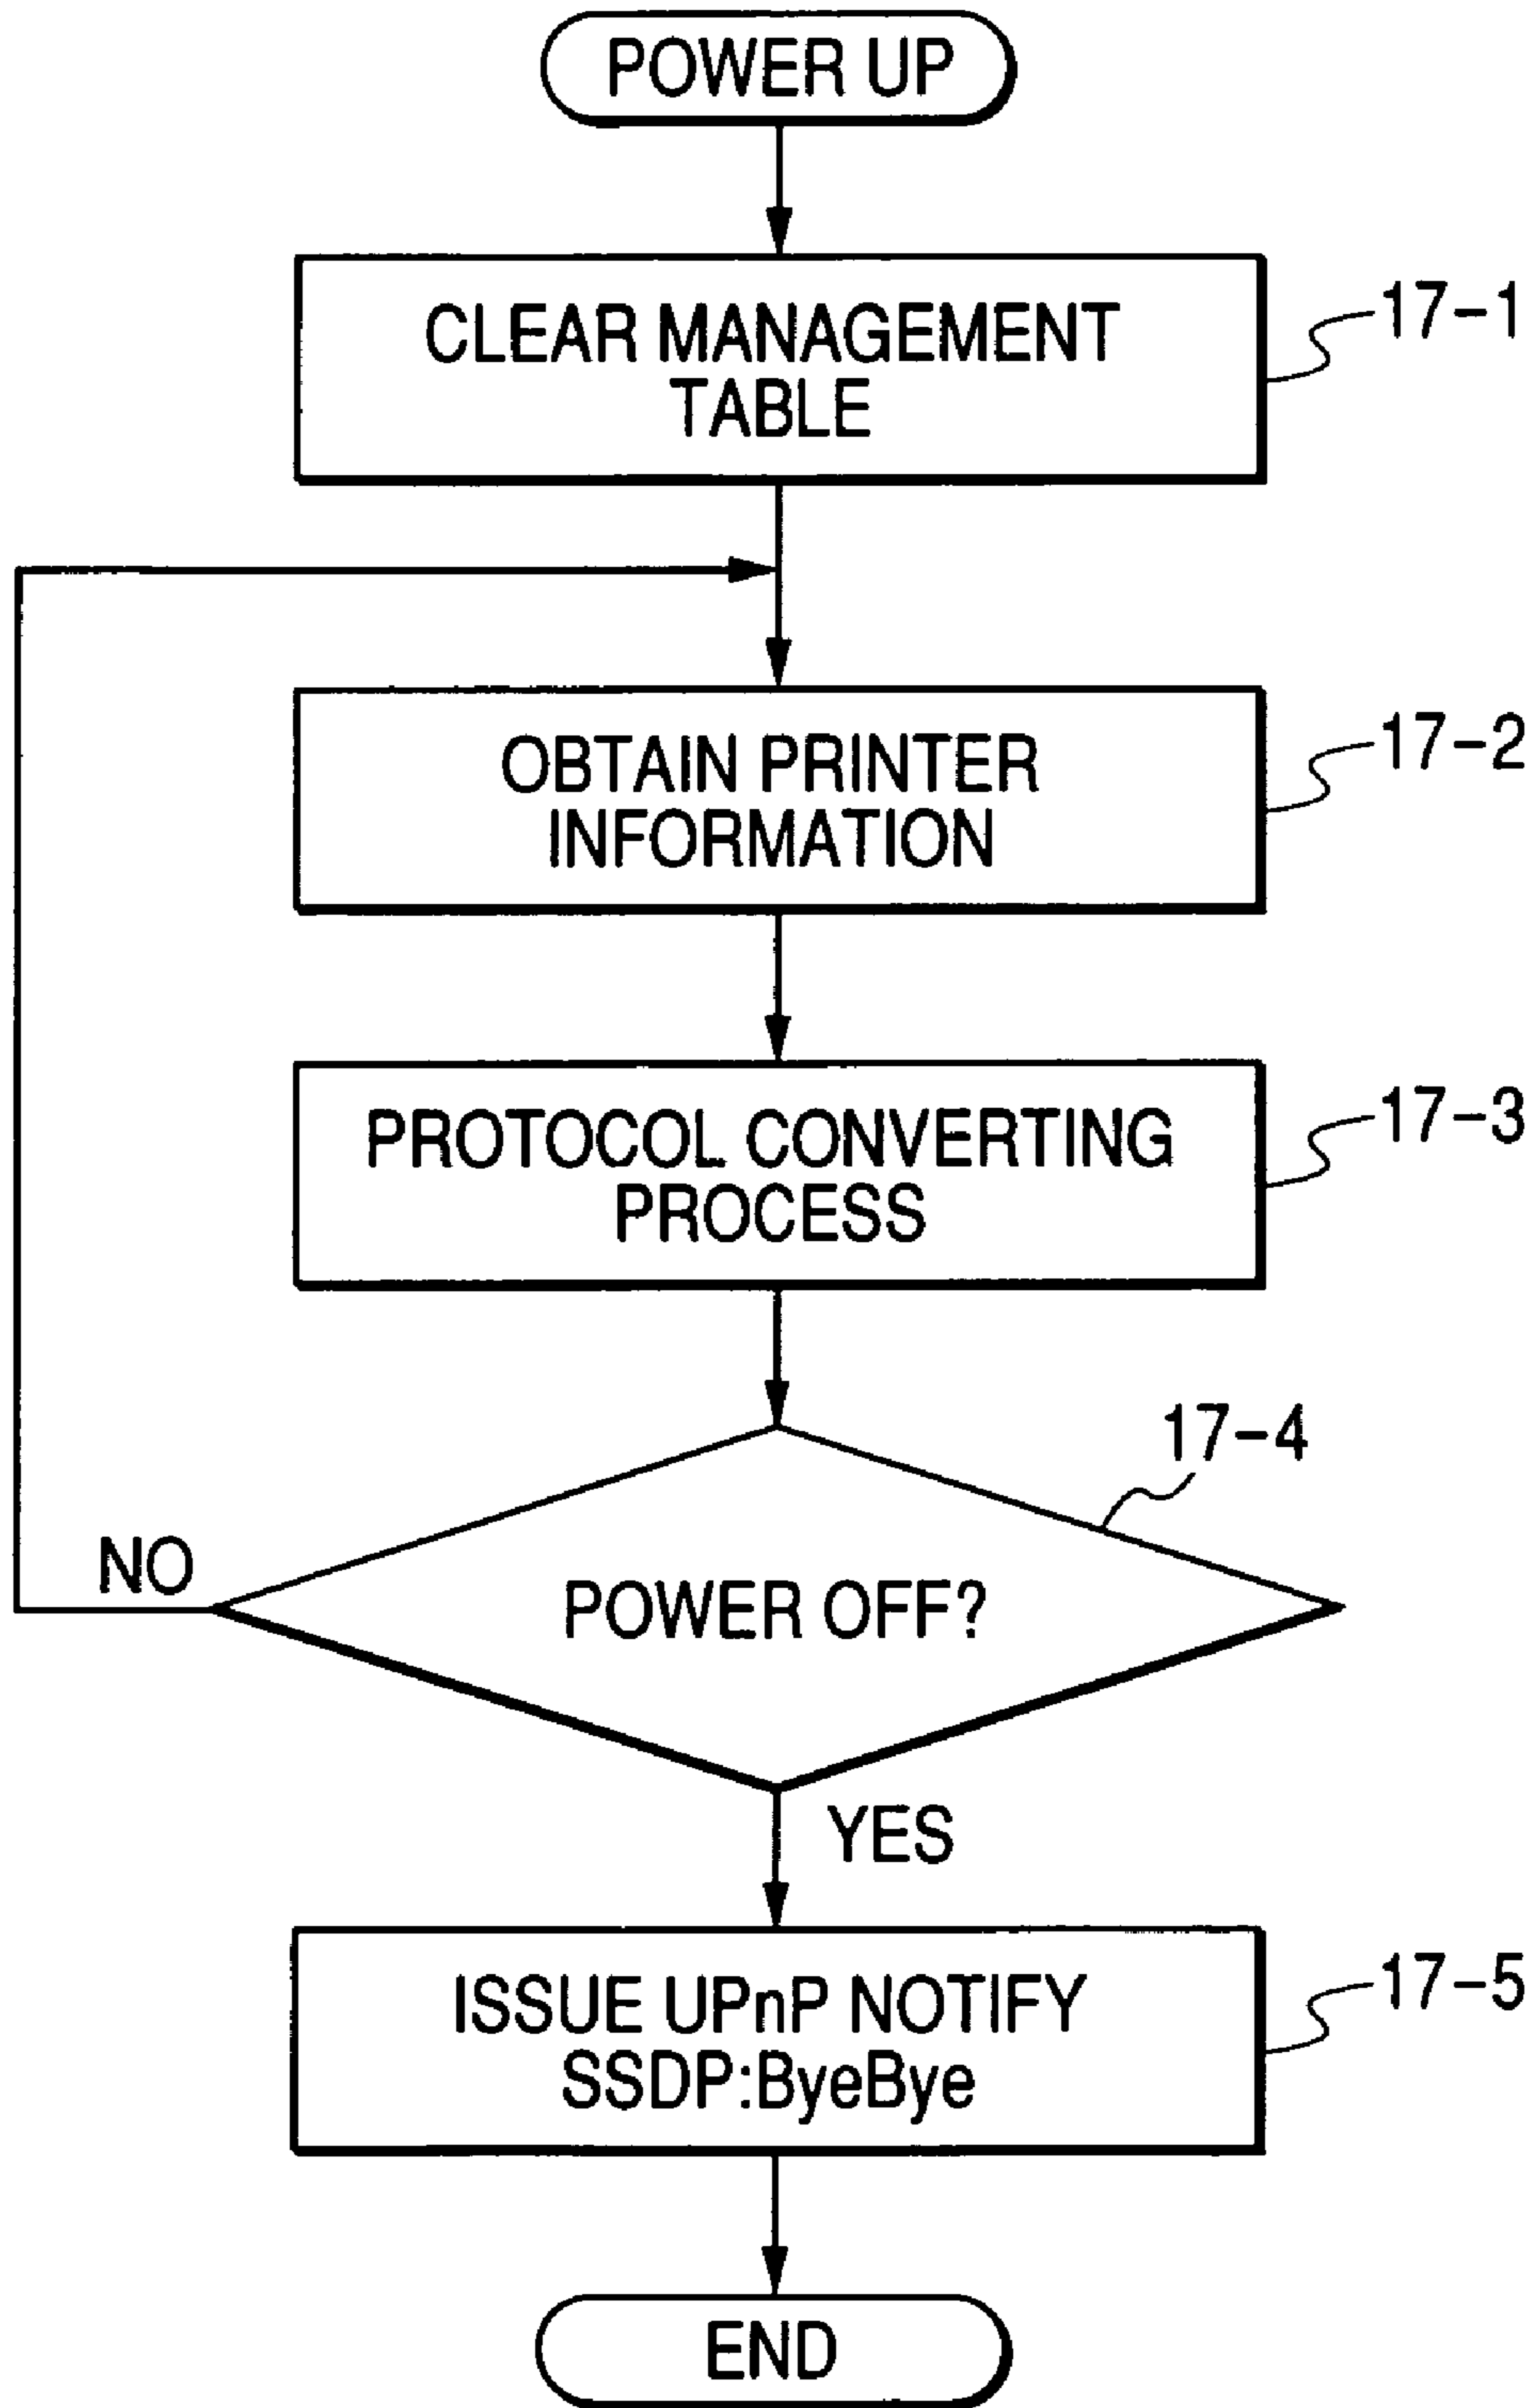 POWER UP
CLEAR MANAGEMENT
TABLE
17-1
OBTAIN PRINTER
INFORMATION
17-2
PROTOCOL CONVERTING
PROCESS
17-3
17-4
NO
POWER OFF?
YES
ISSUE UPnP NOTIFY
SSDP:ByeBye
17-5
END